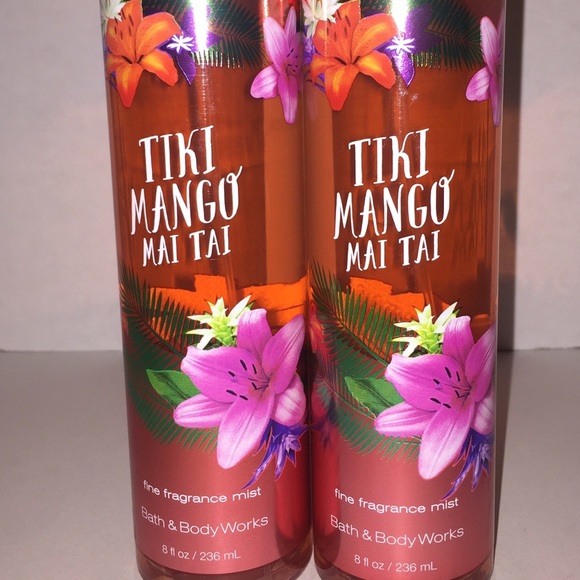 TIKI
MANGO
MAI TAI
fine fragrance mist
Bath & Body Works
8 fl oz / 236 mL
TIKI
MANGO
MAI TAI
fine fragrance mist
Bath & Body Works
8 fl oz / 236 mL